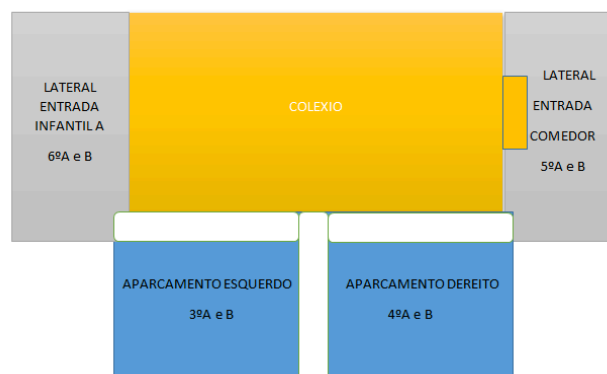 LATERAL
ENTRADA
INFANTIL A
6ºA e B
COLEXIO
LATERAL
ENTRADA
COMEDOR
5ºA e B
APARCAMENTO ESQUERDO
3ºA e B
APARCAMENTO DEREITO
4ºA e B